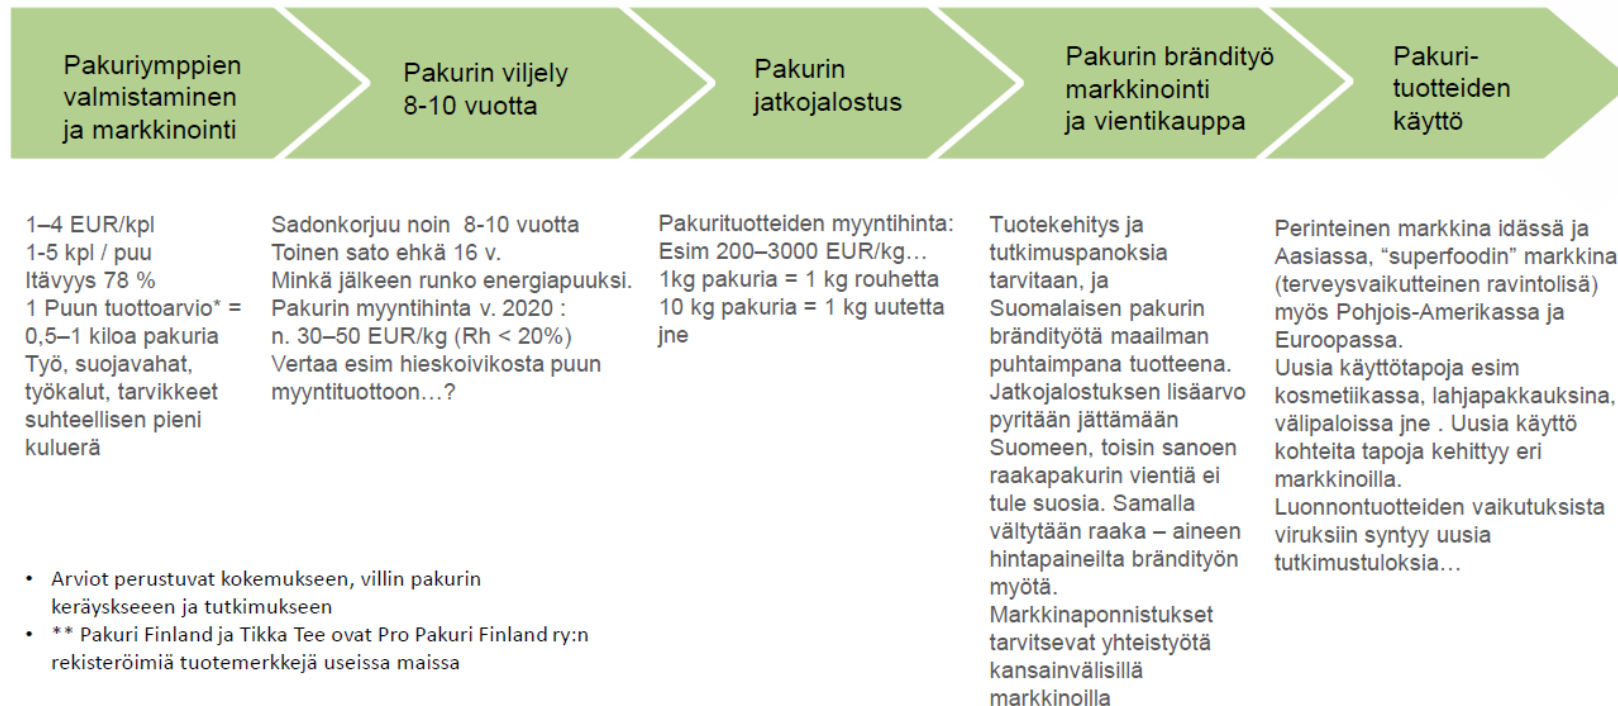 Pakuriymppien
valmistaminen
ja markkinointi
Pakurin viljely
8-10 vuotta
Pakurin
jatkojalostus
Pakurin brändityö
markkinointi
ja vientikauppa
Pakuri-
tuotteiden
käyttö
1–4 EUR/kpl
1-5 kpl / puu
Itävyys 78 %
1 Puun tuottoarvio* =
0,5–1 kiloa pakuria
Työ, suojavahat,
työkalut, tarvikkeet
suhteellisen pieni
kuluerä
Sadonkorjuu noin  8-10 vuotta
Toinen sato ehkä 16 v.
Minkä jälkeen runko energiapuuksi.
Pakurin myyntihinta v. 2020 :
n. 30–50 EUR/kg (Rh < 20%)
Vertaa esim hieskoivikosta puun
myyntituottoon…?
Pakurituotteiden myyntihinta:
Esim 200–3000 EUR/kg…
1kg pakuria = 1 kg rouhetta
10 kg pakuria = 1 kg uutetta
jne
Tuotekehitys ja
tutkimuspanoksia
tarvitaan, ja
Suomalaisen pakurin
brändityötä maailman
puhtaimpana tuotteena.
Jatkojalostuksen lisäarvo
pyritään jättämään
Suomeen, toisin sanoen
raakapakurin vientiä ei
tule suosia. Samalla
vältytään raaka – aineen
hintapaineilta brändityön
myötä.
Markkinaponnistukset
tarvitsevat yhteistyötä
kansainvälisillä
markkinoilla
Perinteinen markkina idässä ja
Aasiassa, “superfoodin” markkina
(terveysvaikutteinen ravintolisä)
myös Pohjois-Amerikassa ja
Euroopassa.
Uusia käyttötapoja esim
kosmetiikassa, lahjapakkauksina,
välipaloissa jne . Uusia käyttö
kohteita tapoja kehittyy eri
markkinoilla.
Luonnontuotteiden vaikutuksista
viruksiin syntyy uusia
tutkimustuloksia…
• Arviot perustuvat kokemukseen, villin pakurin
keräyskseeen ja tutkimukseen
• ** Pakuri Finland ja Tikka Tee ovat Pro Pakuri Finland ry:n
rekisteröimiä tuotemerkkejä useissa maissa